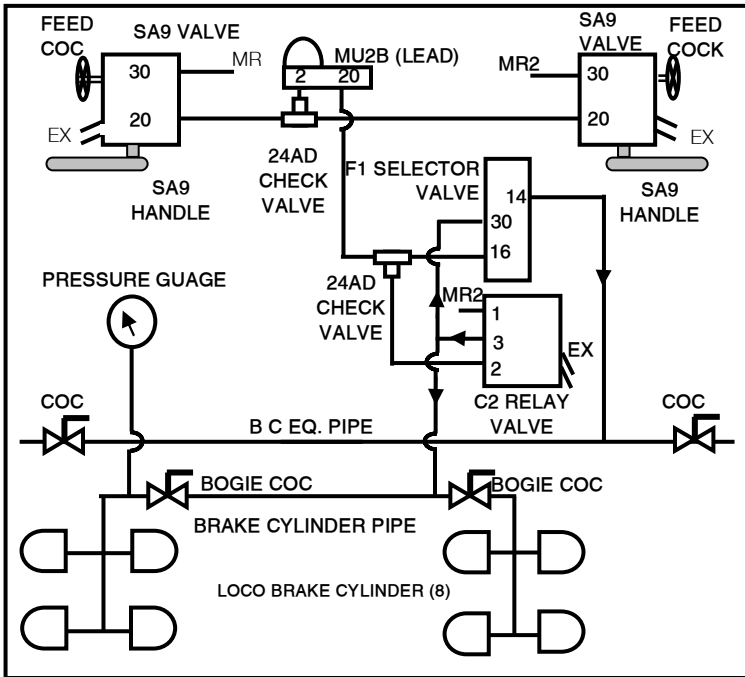 FEED
COC
SA9 VALVE
30
MR
20
EX
SA9
HANDLE
MU2B (LEAD)
2 20
24AD
CHECK
VALVE
SA9
VALVE
FEED
COCK
MR2
30
20
EX
SA9
HANDLE
F1 SELECTOR
VALVE
14
30
16
24AD
CHECK
VALVE
MR2
1
3
2
EX
C2 RELAY
VALVE
PRESSURE GUAGE
COC
B C EQ. PIPE
COC
BOGIE COC
BOGIE COC
BRAKE CYLINDER PIPE
LOCO BRAKE CYLINDER (8)